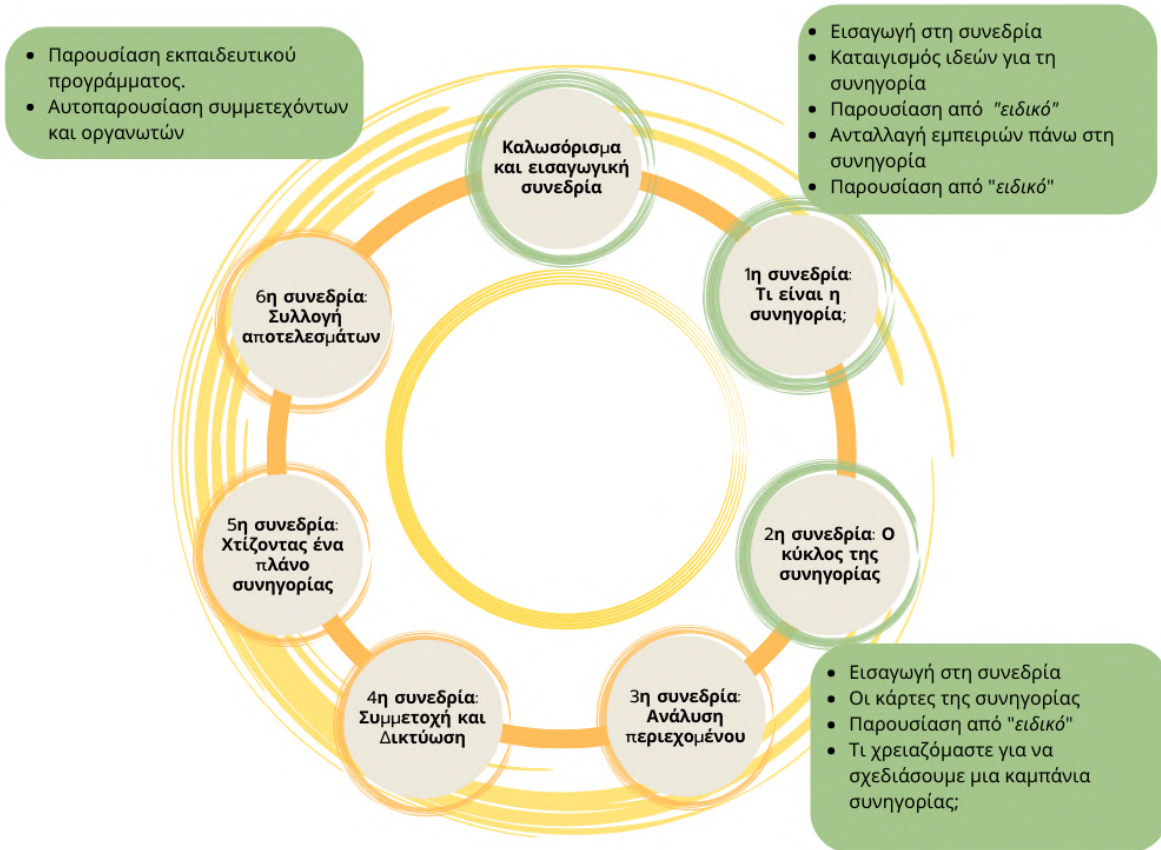 • Παρουσίαση εκπαιδευτικού
προγράμματος.
• Αυτοπαρουσίαση συμμετεχόντων
και οργανωτών
• Εισαγωγή στη συνεδρία
• Καταιγισμός ιδεών για τη
συνηγορία
• Παρουσίαση από "ειδικό"
• Ανταλλαγή εμπειριών πάνω στη
συνηγορία
• Παρουσίαση από "ειδικό"
Καλωσόρισμα
και εισαγωγική
συνεδρία
1η συνεδρία:
Τι είναι η
συνηγορία;
2η συνεδρία: Ο
κύκλος της
συνηγορίας
• Εισαγωγή στη συνεδρία
• Οι κάρτες της συνηγορίας
• Παρουσίαση από "ειδικό"
• Τι χρειαζόμαστε για να
σχεδιάσουμε μια καμπάνια
συνηγορίας;
3η συνεδρία:
Ανάλυση
περιεχομένου
4η συνεδρία:
Συμμετοχή και
Δικτύωση
5η συνεδρία:
Χτίζοντας ένα
πλάνο
συνηγορίας
6η συνεδρία:
Συλλογή
αποτελεσμάτων